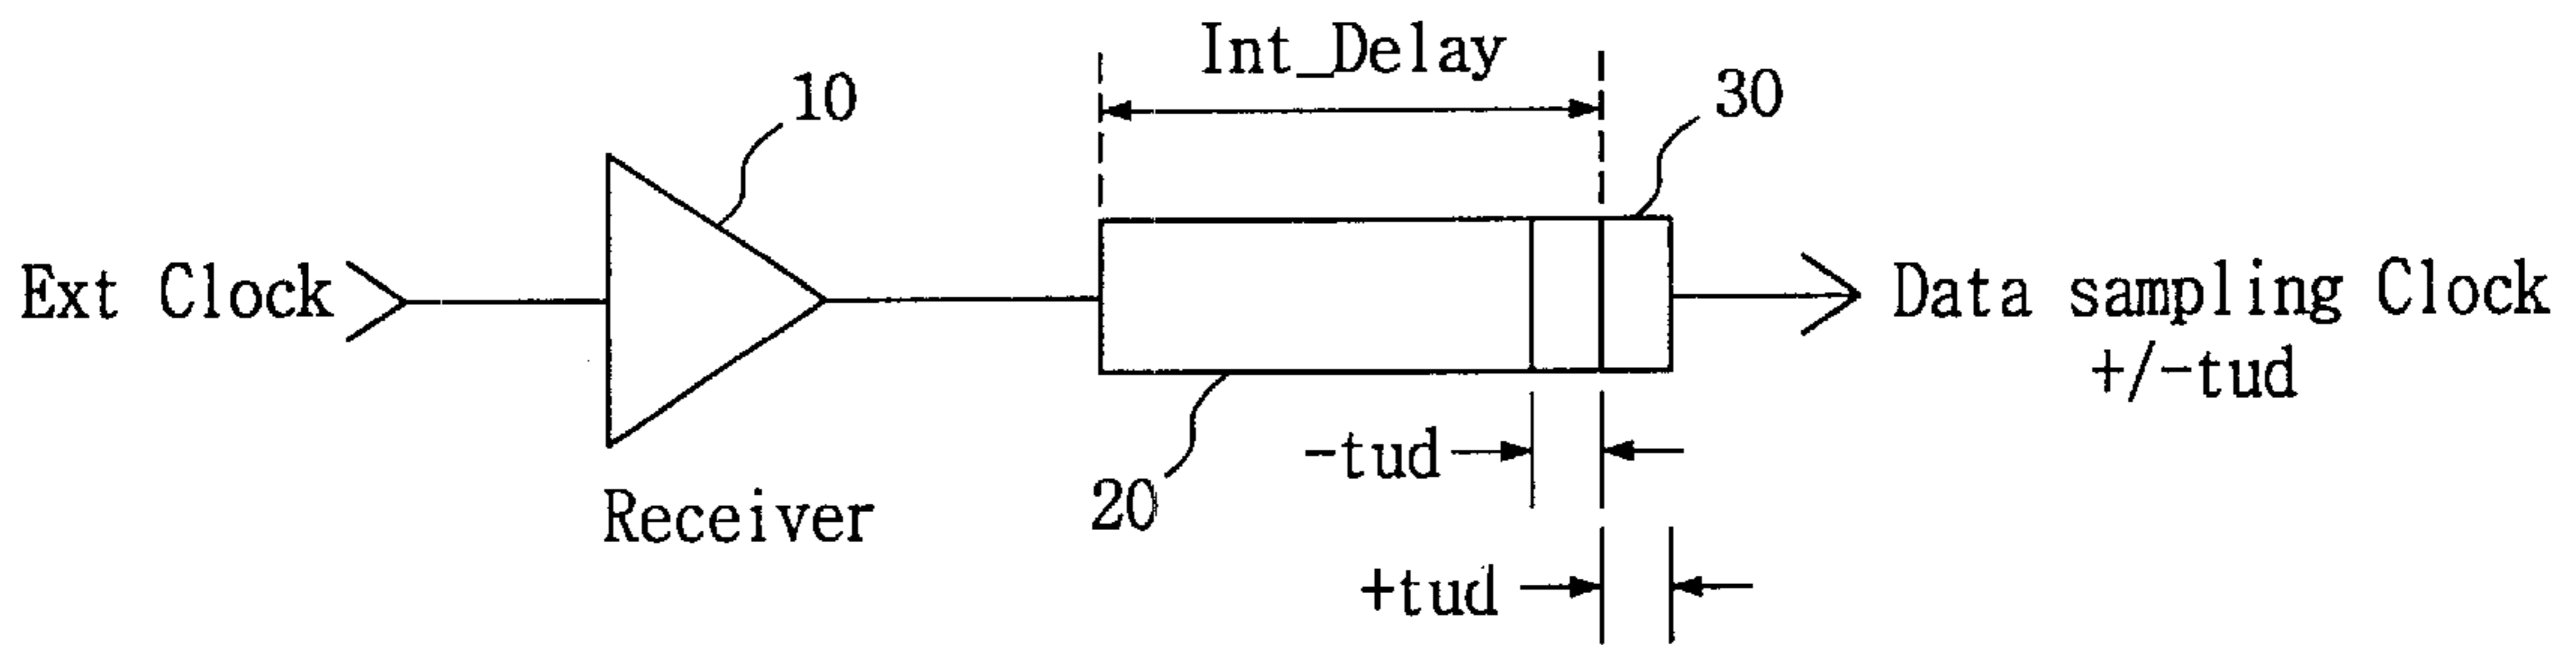 Int_Delay
10
30
Ext Clock
Data sampling Clock
+/-tud
-tud
20
Receiver
+tud